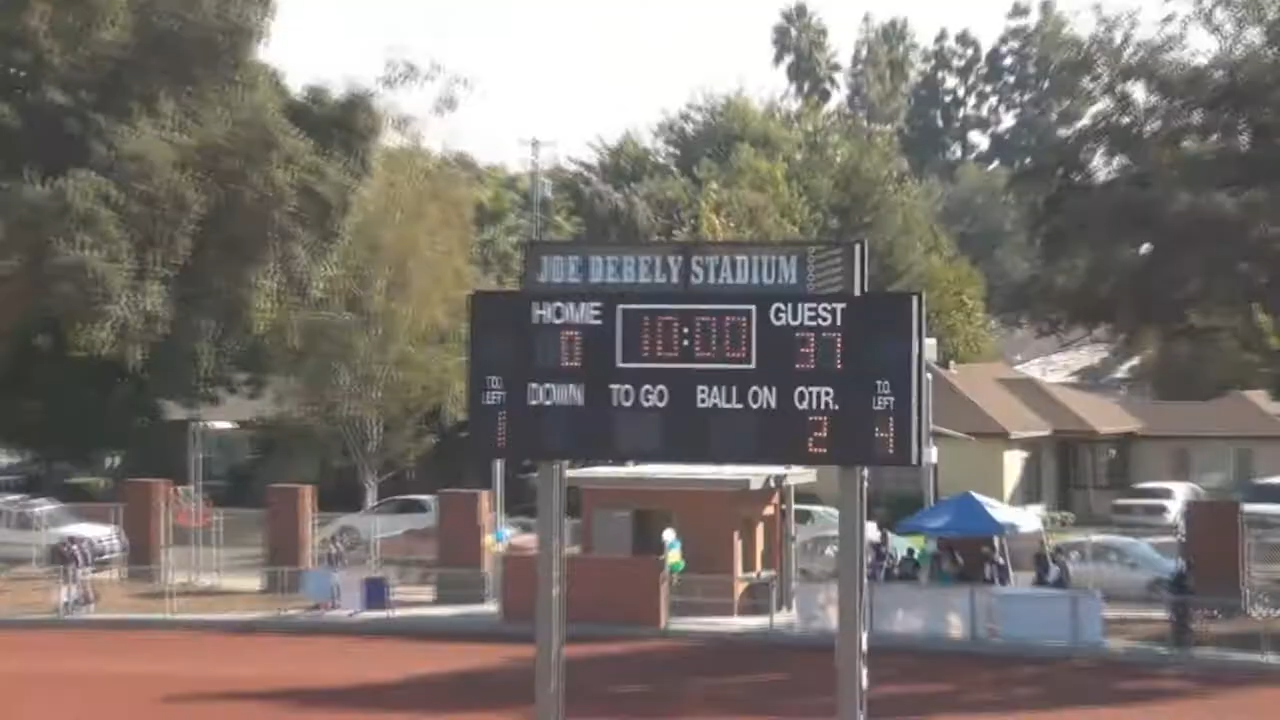 JOE DEBELY STADIUM
HOME 10:00 GUEST
0 37
T.O. LEFT DOWN TO GO BALL ON QTR. T.O. LEFT
1 2 4